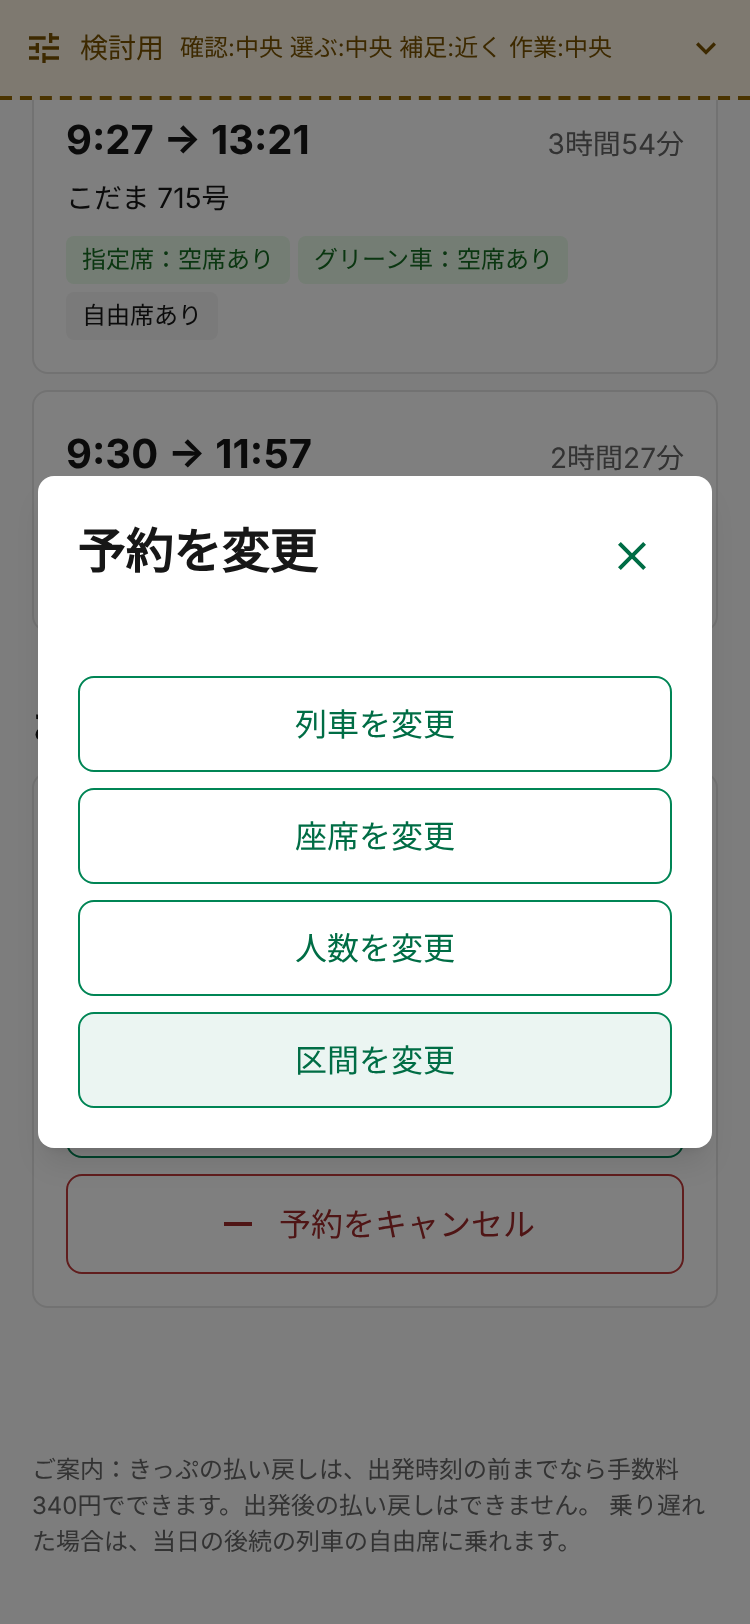 検討用 確認:中央 選ぶ:中央 補足:近く 作業:中央
9:27 → 13:21 3時間54分
こだま 715号
指定席：空席あり グリーン車：空席あり
自由席あり
9:30 → 11:57 2時間27分
予約を変更
列車を変更
座席を変更
人数を変更
区間を変更
予約をキャンセル
ご案内：きっぷの払い戻しは、出発時刻の前までなら手数料
340円でできます。出発後の払い戻しはできません。 乗り遅れ
た場合は、当日の後続の列車の自由席に乗れます。